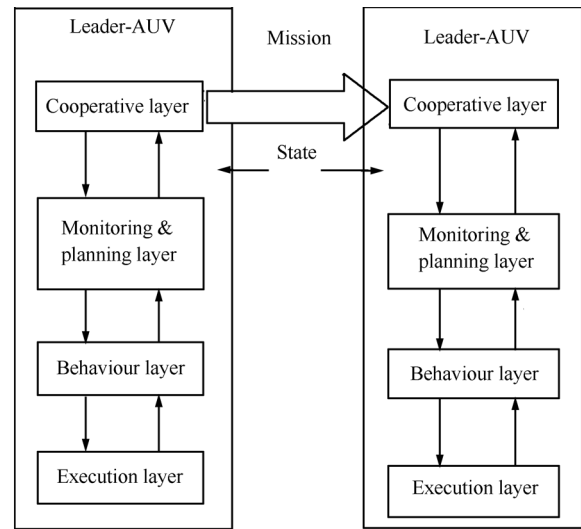 Leader-AUV
Cooperative layer
Monitoring &
planning layer
Behaviour layer
Execution layer
Mission
State
Leader-AUV
Cooperative layer
Monitoring &
planning layer
Behaviour layer
Execution layer